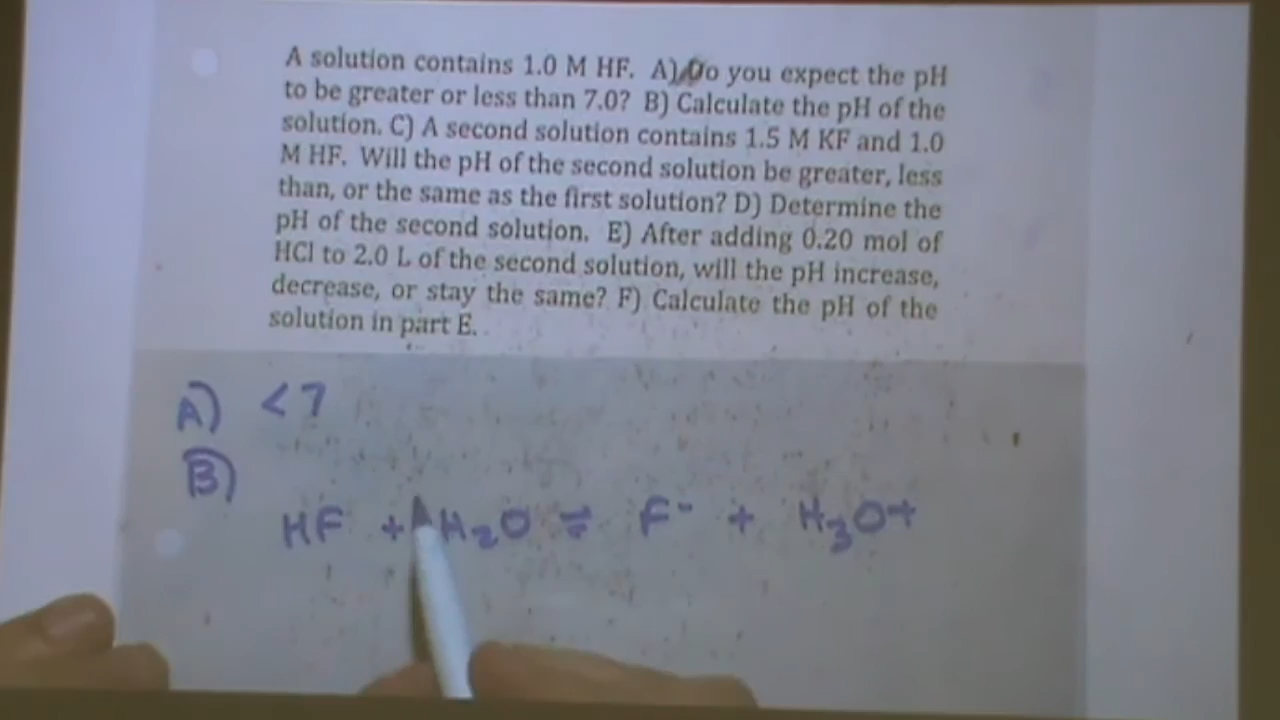 A solution contains 1.0 M HF. A) Do you expect the pH
to be greater or less than 7.0? B) Calculate the pH of the
solution. C) A second solution contains 1.5 M KF and 1.0
M HF. Will the pH of the second solution be greater, less
than, or the same as the first solution? D) Determine the
pH of the second solution. E) After adding 0.20 mol of
HCl to 2.0 L of the second solution, will the pH increase,
decrease, or stay the same? F) Calculate the pH of the
solution in part E.
A) <7
B)
HF + H₂O ⇌ F⁻ + H₃O+